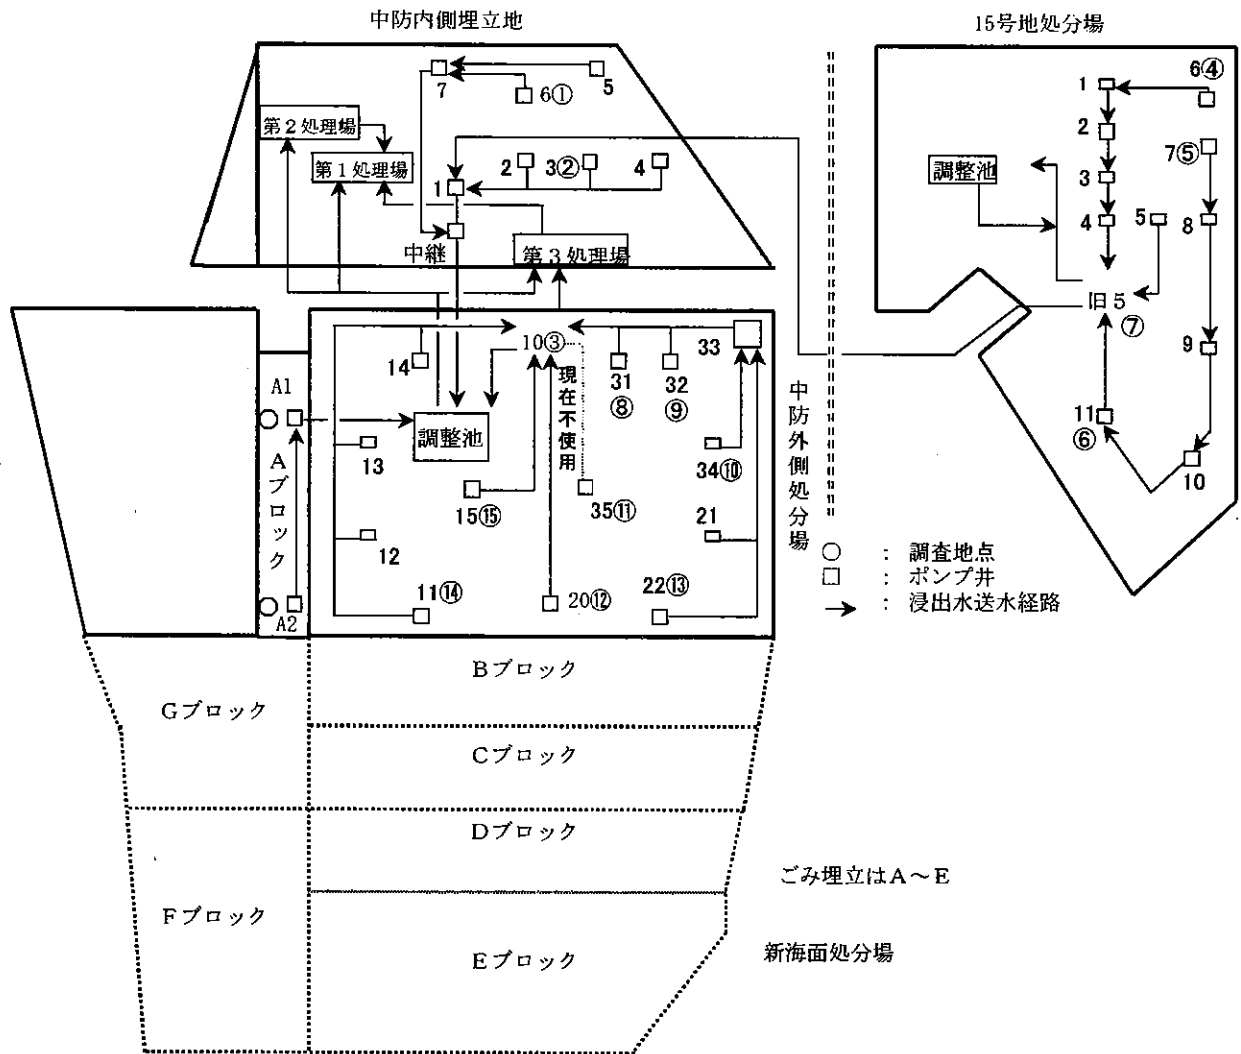 中防内側埋立地
15号地処分場
7
6①
5
第2処理場
第1処理場
2
3②
4
1
中継
第3処理場
1
6④
2
7⑤
3
調整池
4
5
8
旧5
⑦
9
11
⑥
10
A1
Aブロック
A2
14
10③
現在不使用
31
⑧
32
⑨
33
調整池
13
34⑩
15⑮
35⑪
21
12
11⑭
20⑫
22⑬
中防外側処分場
○ : 調査地点
□ : ポンプ井
→ : 浸出水送水経路
Bブロック
Gブロック
Cブロック
Dブロック
ごみ埋立はA~E
Fブロック
Eブロック
新海面処分場